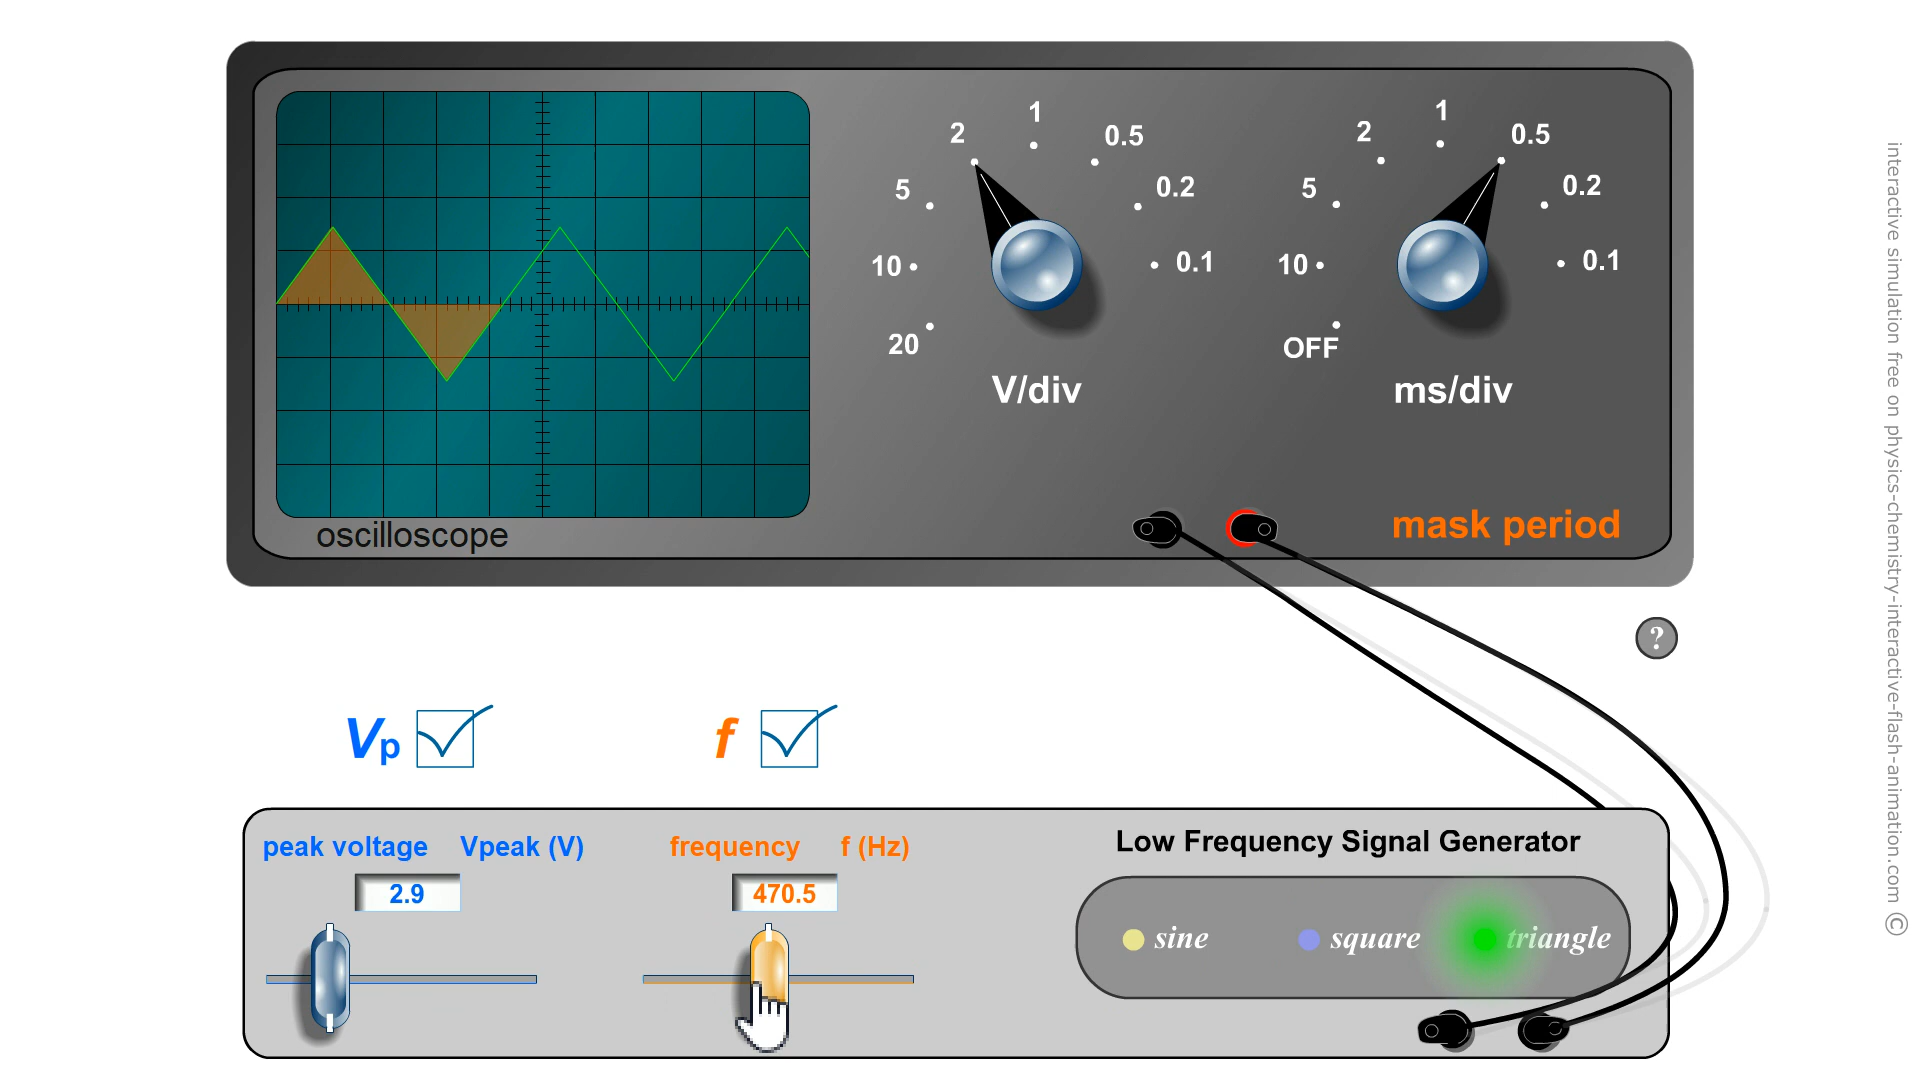 1
2
0.5
5
0.2
10
0.1
20
V/div
1
2
0.5
5
0.2
10
0.1
OFF
ms/div
oscilloscope
mask period
?
Vp
f
peak voltage Vpeak (V)
2.9
frequency f (Hz)
470.5
Low Frequency Signal Generator
sine square triangle
interactive simulation free on physics-chemistry-interactive-flash-animation.com ©